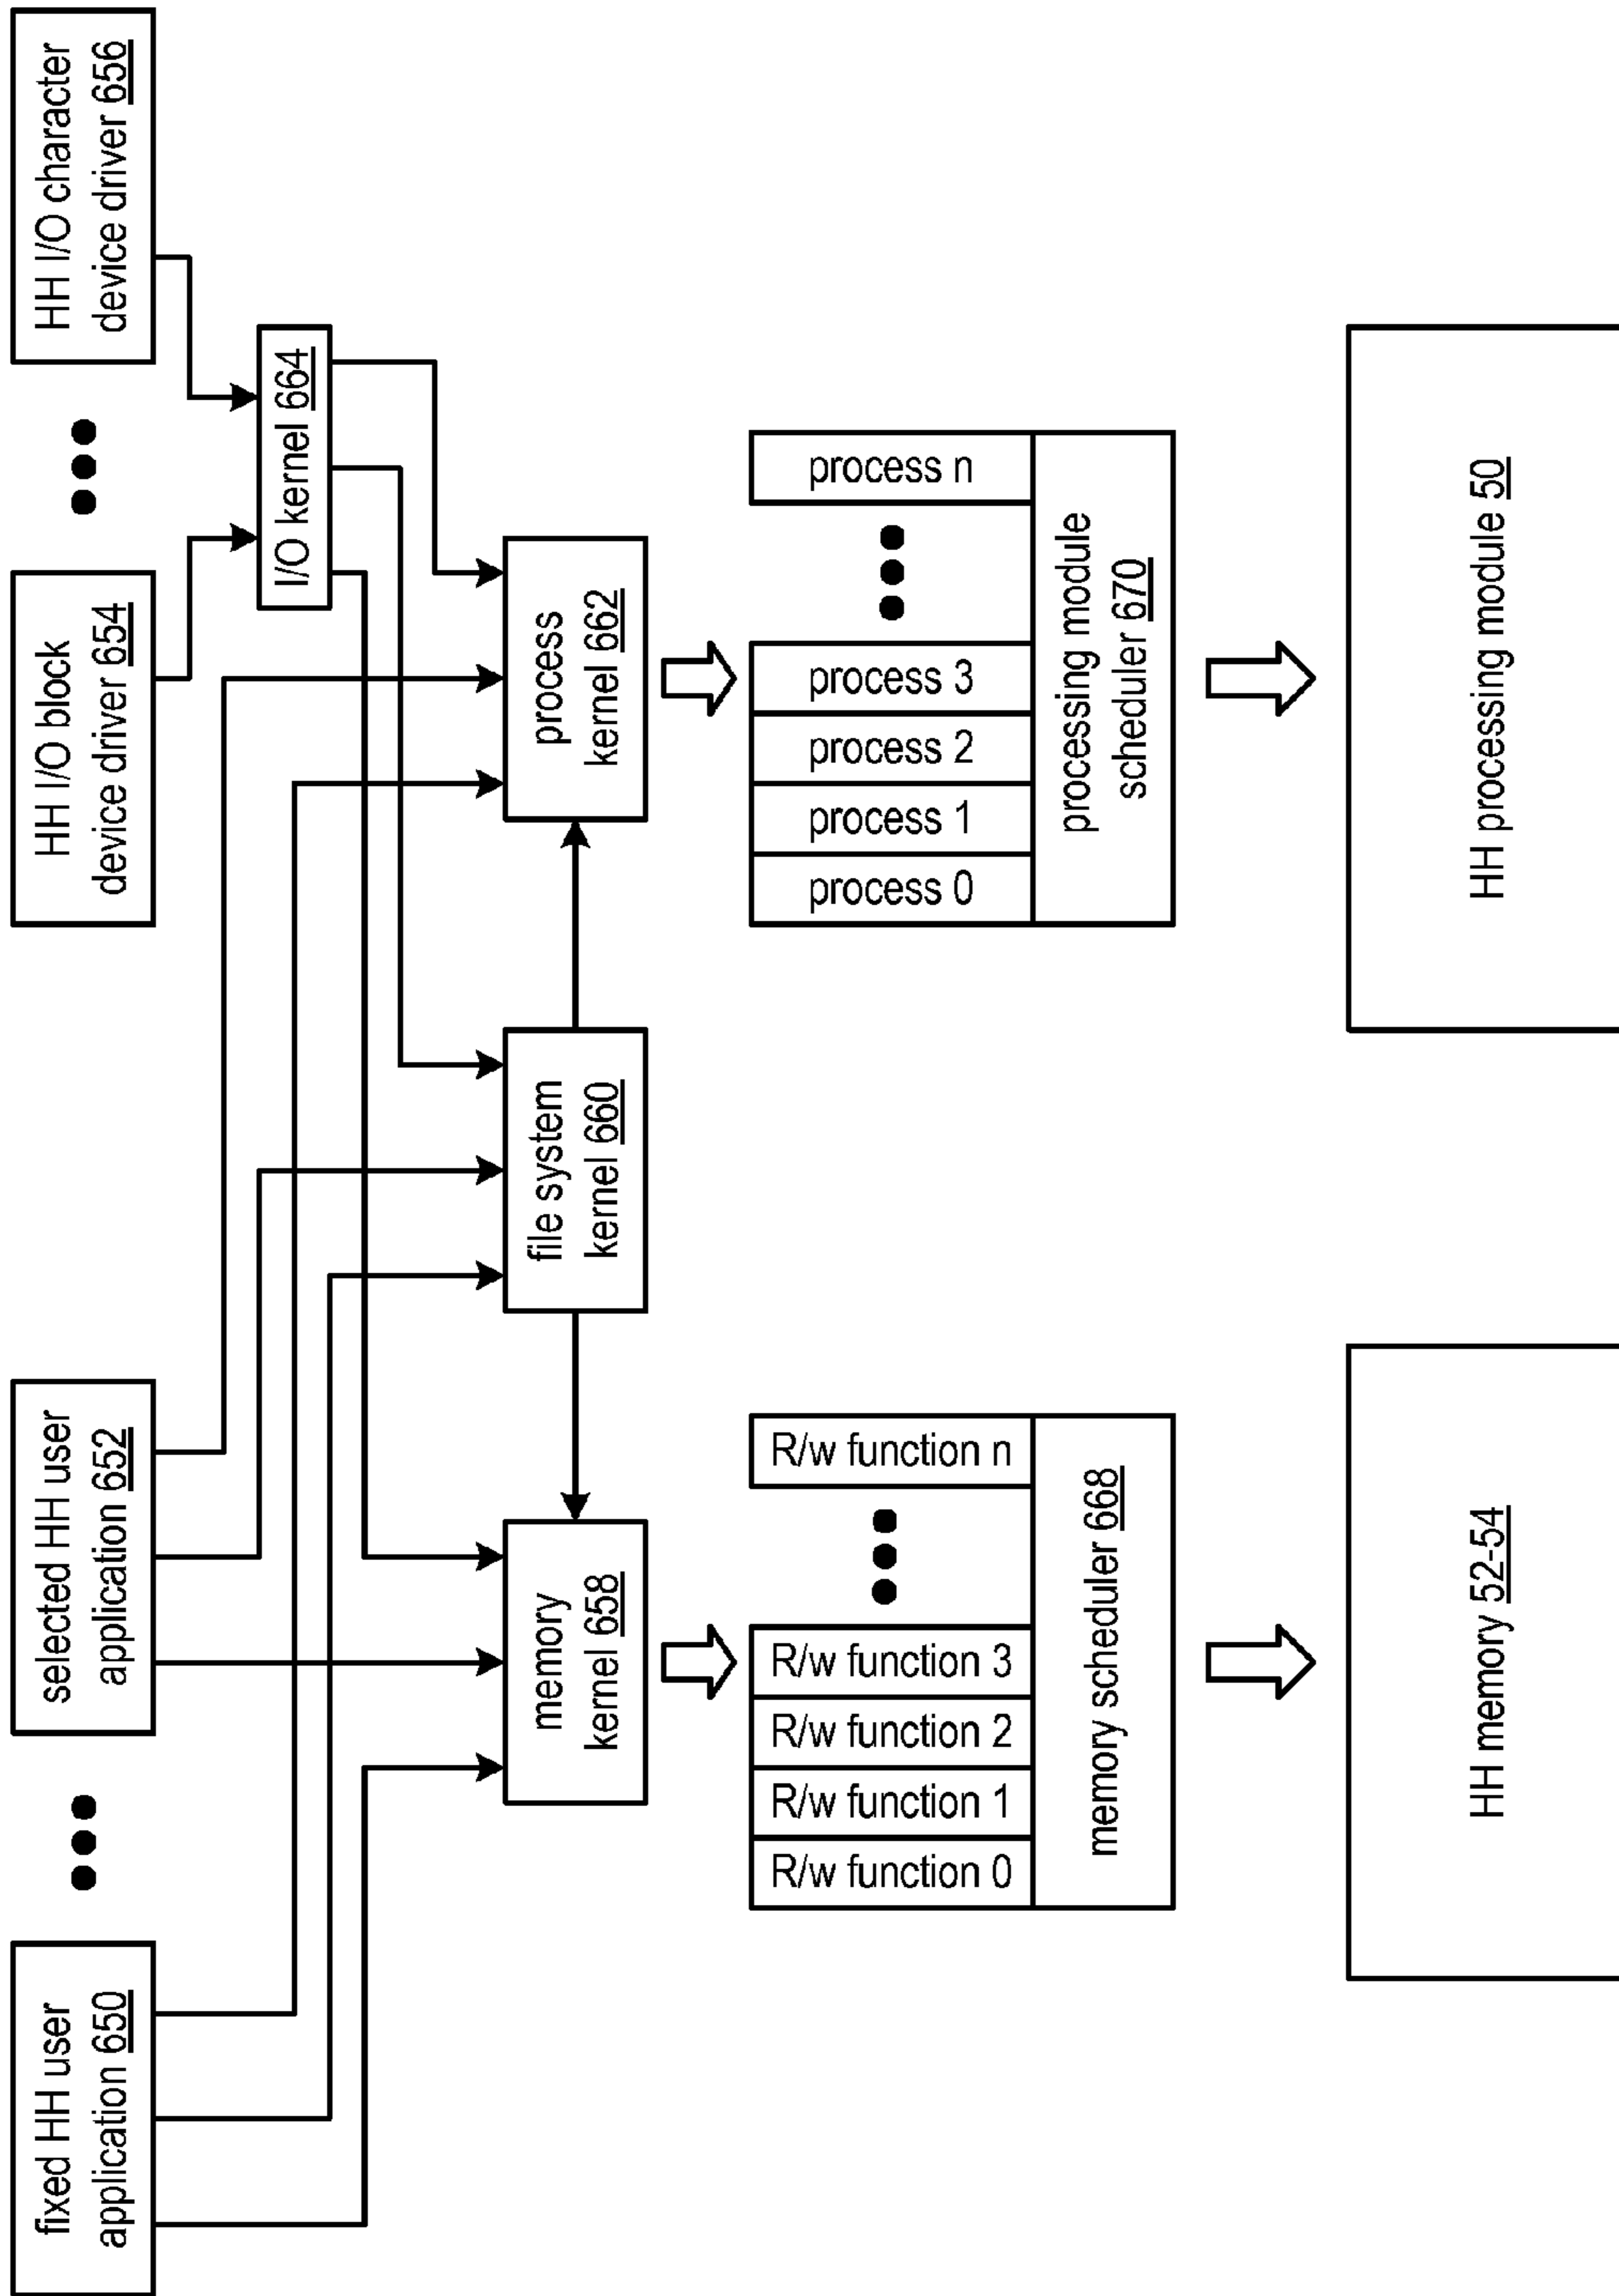 fixed HH user
application 650
selected HH user
application 652
HH I/O block
device driver 654
HH I/O character
device driver 656
I/O kernel 664
memory
kernel 658
file system
kernel 660
process
kernel 662
R/w function 0
R/w function 1
R/w function 2
R/w function 3
R/w function n
memory scheduler 668
process 0
process 1
process 2
process 3
process n
processing module
scheduler 670
HH memory 52-54
HH processing module 50